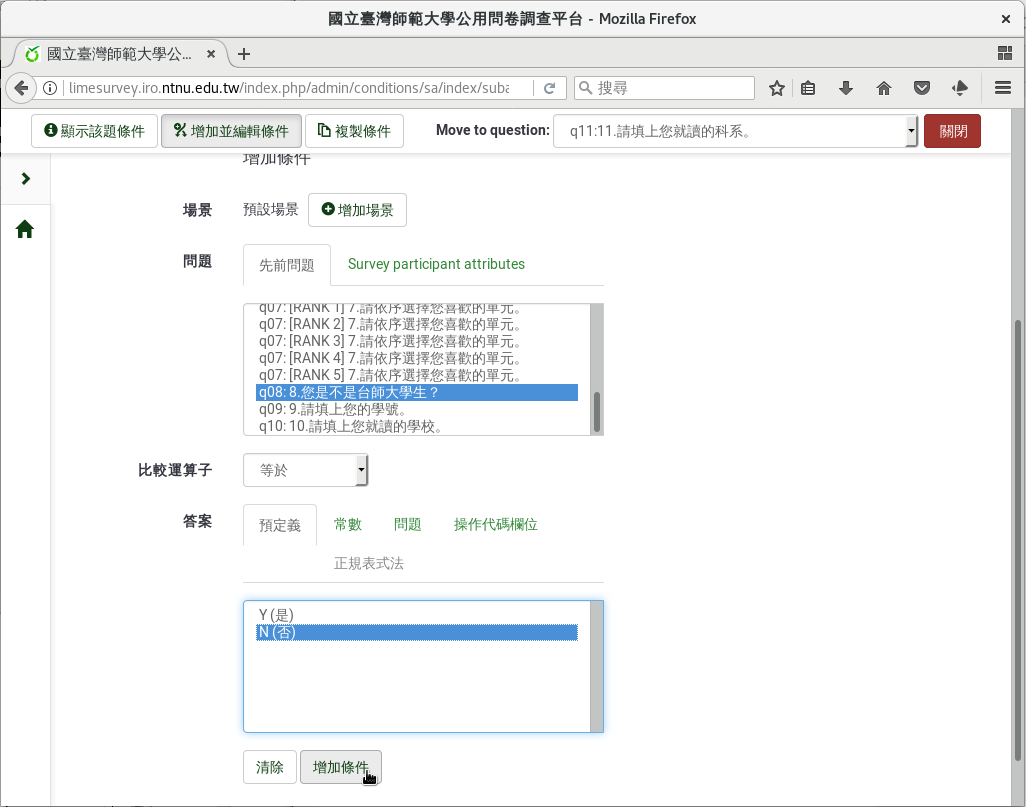 國立臺灣師範大學公用問卷調查平台 - Mozilla Firefox
國立臺灣師範大學公...
limesurvey.iro.ntnu.edu.tw/index.php/admin/conditions/sa/index/suba
搜尋
顯示該題條件 增加並編輯條件 複製條件 Move to question: q11:11.請填上您就讀的科系。 關閉
增加條件
場景 預設場景 增加場景
問題 先前問題 Survey participant attributes
q07: [RANK 1] 7.請依序選擇您喜歡的單元。
q07: [RANK 2] 7.請依序選擇您喜歡的單元。
q07: [RANK 3] 7.請依序選擇您喜歡的單元。
q07: [RANK 4] 7.請依序選擇您喜歡的單元。
q07: [RANK 5] 7.請依序選擇您喜歡的單元。
q08: 8.您是不是台師大學生？
q09: 9.請填上您的學號。
q10: 10.請填上您就讀的學校。
比較運算子 等於
答案 預定義 常數 問題 操作代碼欄位
正規表式法
Y (是)
N (否)
清除 增加條件